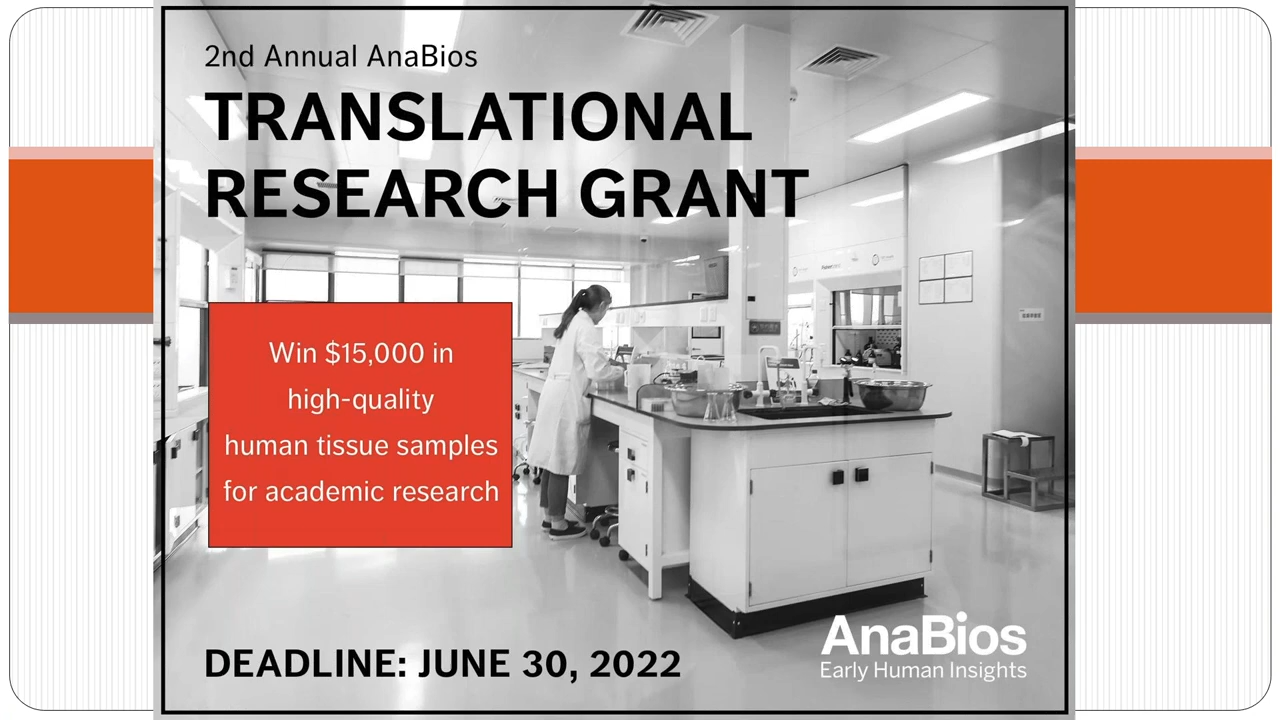 2nd Annual AnaBios
TRANSLATIONAL
RESEARCH GRANT
Win $15,000 in
high-quality
human tissue samples
for academic research
DEADLINE: JUNE 30, 2022
AnaBios
Early Human Insights